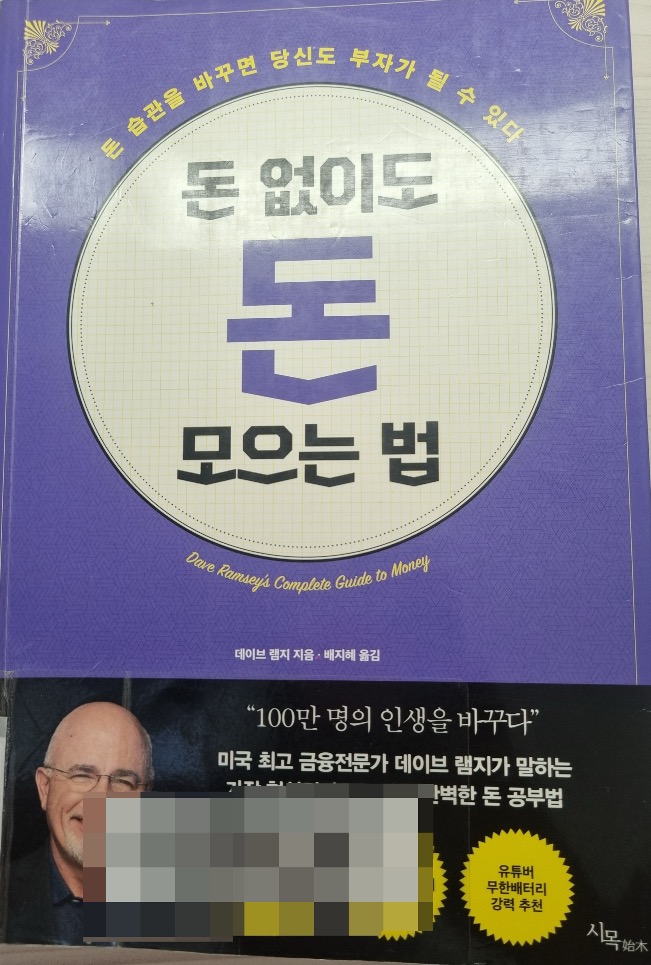 돈 습관을 바꾸면 당신도 부자가 될 수 있다
돈 없이도
돈
모으는 법
Dave Ramsey's Complete Guide to Money
데이브 램지 지음 · 배지혜 옮김
“100만 명의 인생을 바꾸다”
미국 최고 금융전문가 데이브 램지가 말하는
가장 돈 공부법
유튜버
무한배터리
강력 추천
시목 始木